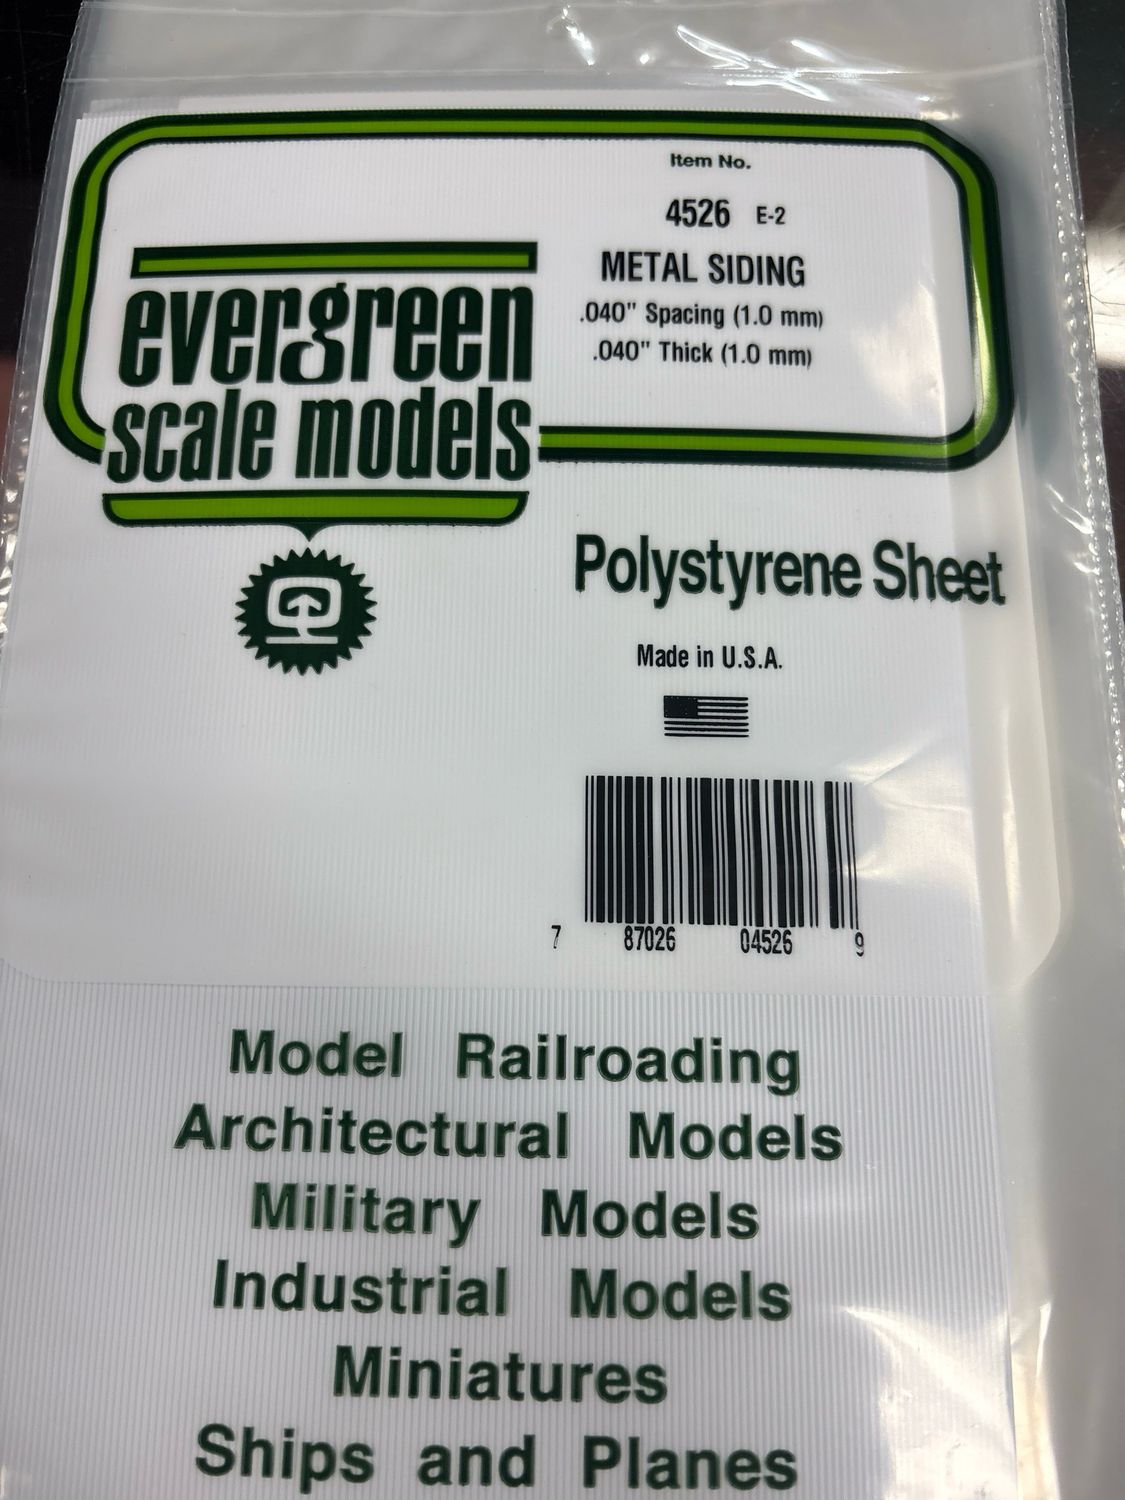 Item No.
4526 E-2
METAL SIDING
.040" Spacing (1.0 mm)
.040" Thick (1.0 mm)
evergreen
scale models
Polystyrene Sheet
Made in U.S.A.
7 87026 04526 9
Model Railroading
Architectural Models
Military Models
Industrial Models
Miniatures
Ships and Planes